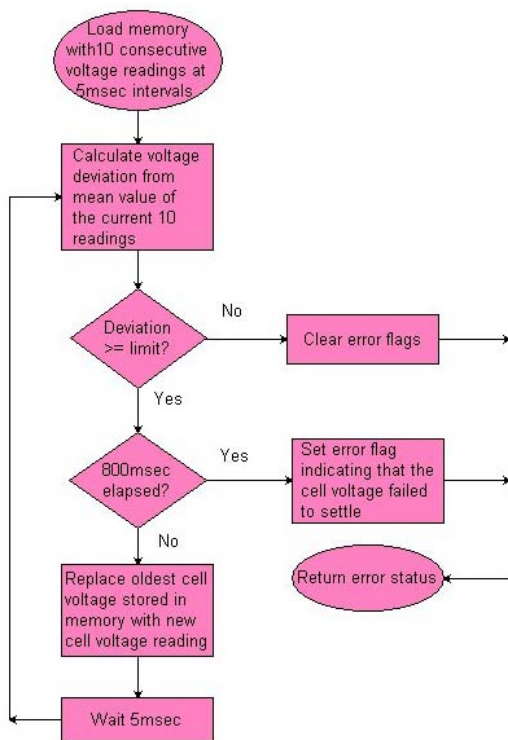 Load memory
with10 consecutive
voltage readings at
5msec intervals
Calculate voltage
deviation from
mean value of
the current 10
readings
Deviation
>= limit?
No
Clear error flags
Yes
800msec
elapsed?
Yes
Set error flag
indicating that the
cell voltage failed
to settle
No
Return error status
Replace oldest cell
voltage stored in
memory with new
cell voltage reading
Wait 5msec